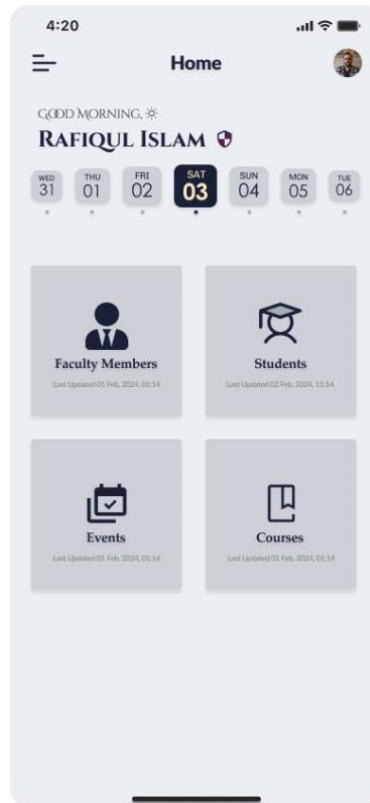 4:20
Home
GOOD MORNING,
RAFIQUL ISLAM
WED THU FRI SAT SUN MON TUE
31 01 02 03 04 05 06
Faculty Members Students
Last Updated 01 Feb, 2024, 01:14 Last Updated 02 Feb, 2024, 11:14
Events Courses
Last Updated 01 Feb, 2024, 01:14 Last Updated 01 Feb, 2024, 01:14